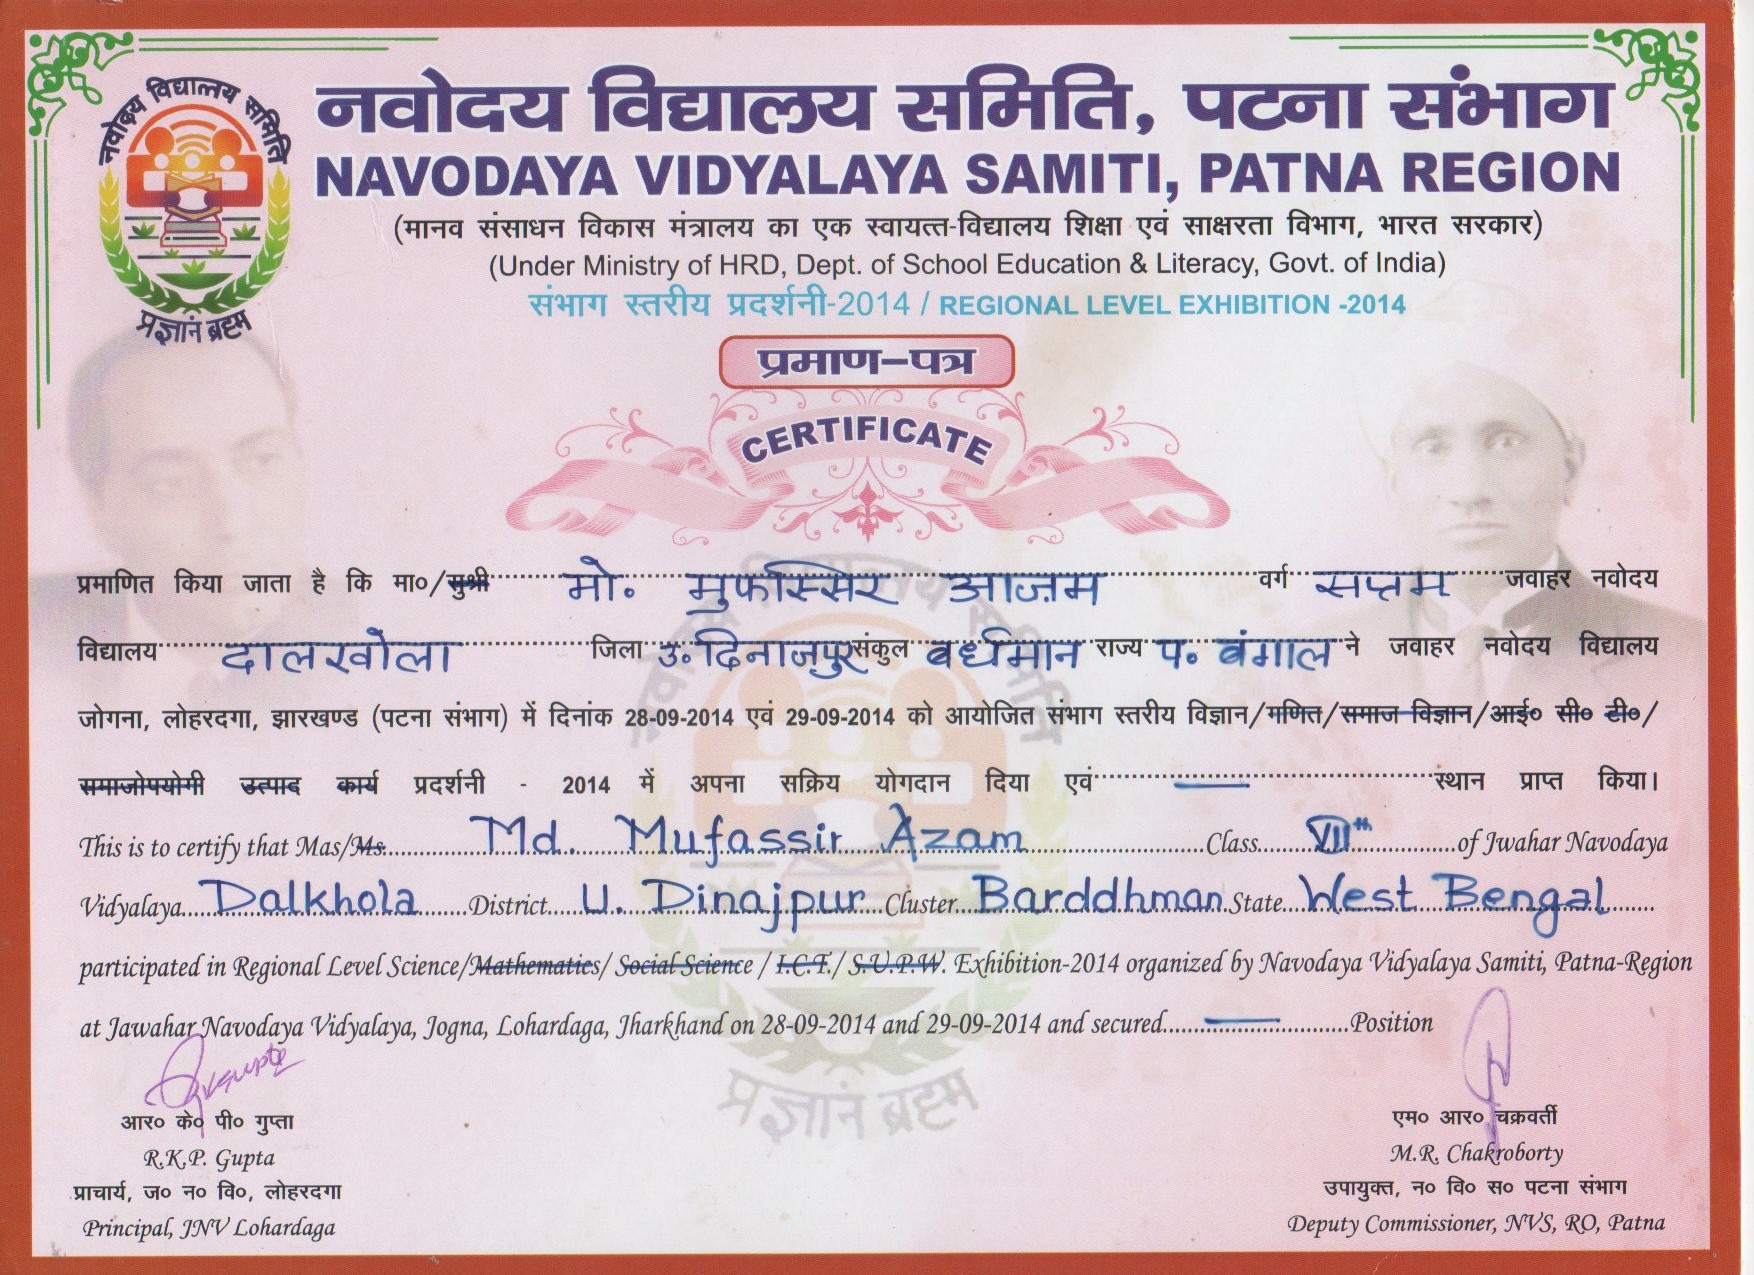 नवोदय विद्यालय समिति
प्रज्ञानं ब्रह्म
नवोदय विद्यालय समिति, पटना संभाग
NAVODAYA VIDYALAYA SAMITI, PATNA REGION
(मानव संसाधन विकास मंत्रालय का एक स्वायत्त-विद्यालय शिक्षा एवं साक्षरता विभाग, भारत सरकार)
(Under Ministry of HRD, Dept. of School Education & Literacy, Govt. of India)
संभाग स्तरीय प्रदर्शनी-2014 / REGIONAL LEVEL EXHIBITION -2014
प्रमाण-पत्र
CERTIFICATE
प्रमाणित किया जाता है कि मा०/सुश्री मो. मुफस्सिर आज़म वर्ग सप्तम जवाहर नवोदय
विद्यालय दालखोला जिला उ. दिनाजपुर संकुल बर्धमान राज्य प. बंगाल ने जवाहर नवोदय विद्यालय
जोगना, लोहरदगा, झारखण्ड (पटना संभाग) में दिनांक 28-09-2014 एवं 29-09-2014 को आयोजित संभाग स्तरीय विज्ञान/गणित/समाज विज्ञान/आई० सी० टी०/
समाजोपयोगी उत्पाद कार्य प्रदर्शनी - 2014 में अपना सक्रिय योगदान दिया एवं — स्थान प्राप्त किया।
This is to certify that Mas/Ms. Md. Mufassir Azam Class VIIth of Jwahar Navodaya
Vidyalaya Dalkhola District U. Dinajpur Cluster Barddhman State West Bengal
participated in Regional Level Science/Mathematics/ Social Science / I.C.T./ S.U.P.W. Exhibition-2014 organized by Navodaya Vidyalaya Samiti, Patna-Region
at Jawahar Navodaya Vidyalaya, Jogna, Lohardaga, Jharkhand on 28-09-2014 and 29-09-2014 and secured — Position
आर० के० पी० गुप्ता
R.K.P. Gupta
प्राचार्य, ज० न० वि०, लोहरदगा
Principal, JNV Lohardaga
एम० आर० चक्रवर्ती
M.R. Chakroborty
उपायुक्त, न० वि० स० पटना संभाग
Deputy Commissioner, NVS, RO, Patna
नवोदय विद्यालय समिति
प्रज्ञानं ब्रह्म